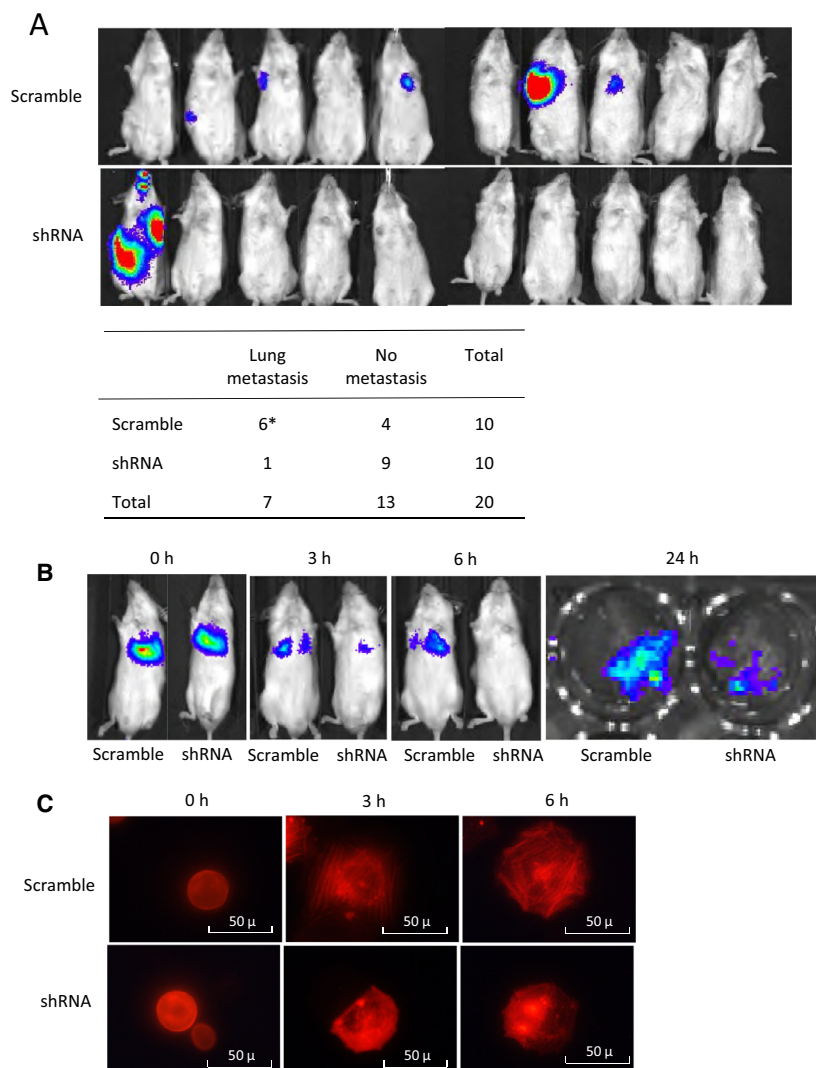 A
Scramble
shRNA
Lung metastasis No metastasis Total
Scramble 6* 4 10
shRNA 1 9 10
Total 7 13 20
B
0 h 3 h 6 h 24 h
Scramble shRNA Scramble shRNA Scramble shRNA Scramble shRNA
C
0 h 3 h 6 h
Scramble
50 µ 50 µ 50 µ
shRNA
50 µ 50 µ 50 µ